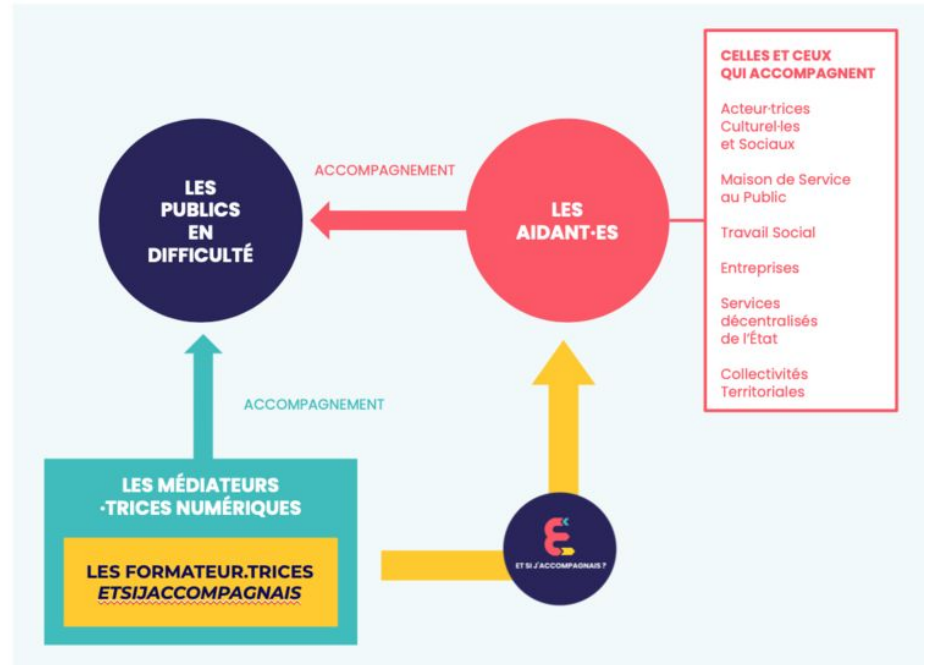 CELLES ET CEUX
QUI ACCOMPAGNENT
Acteur·trices
Culturel·les
et Sociaux
Maison de Service
au Public
Travail Social
Entreprises
Services
décentralisés
de l'État
Collectivités
Territoriales
ACCOMPAGNEMENT
LES
PUBLICS
EN
DIFFICULTÉ
LES
AIDANT·ES
ACCOMPAGNEMENT
LES MÉDIATEURS
·TRICES NUMÉRIQUES
LES FORMATEUR.TRICES
ETSIJACCOMPAGNAIS
ET SI J'ACCOMPAGNAIS ?